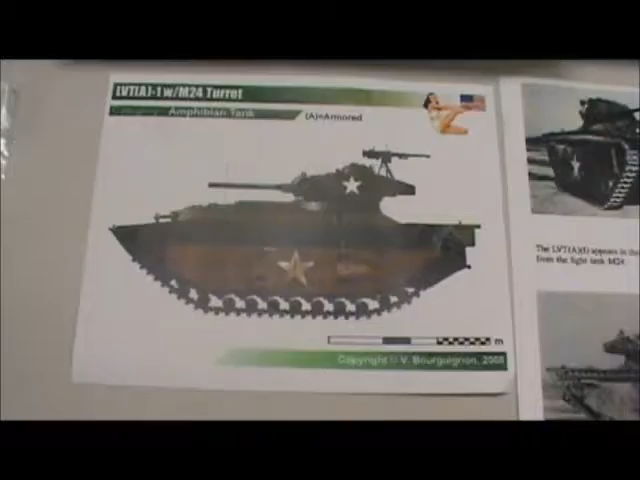 LVT(A)-1 w/M24 Turret
Amphibian Tank
(A)=Armored
m
Copyright © V. Bourguignon, 2008
The LVT(A)(1) appears in the
from the light tank M24.